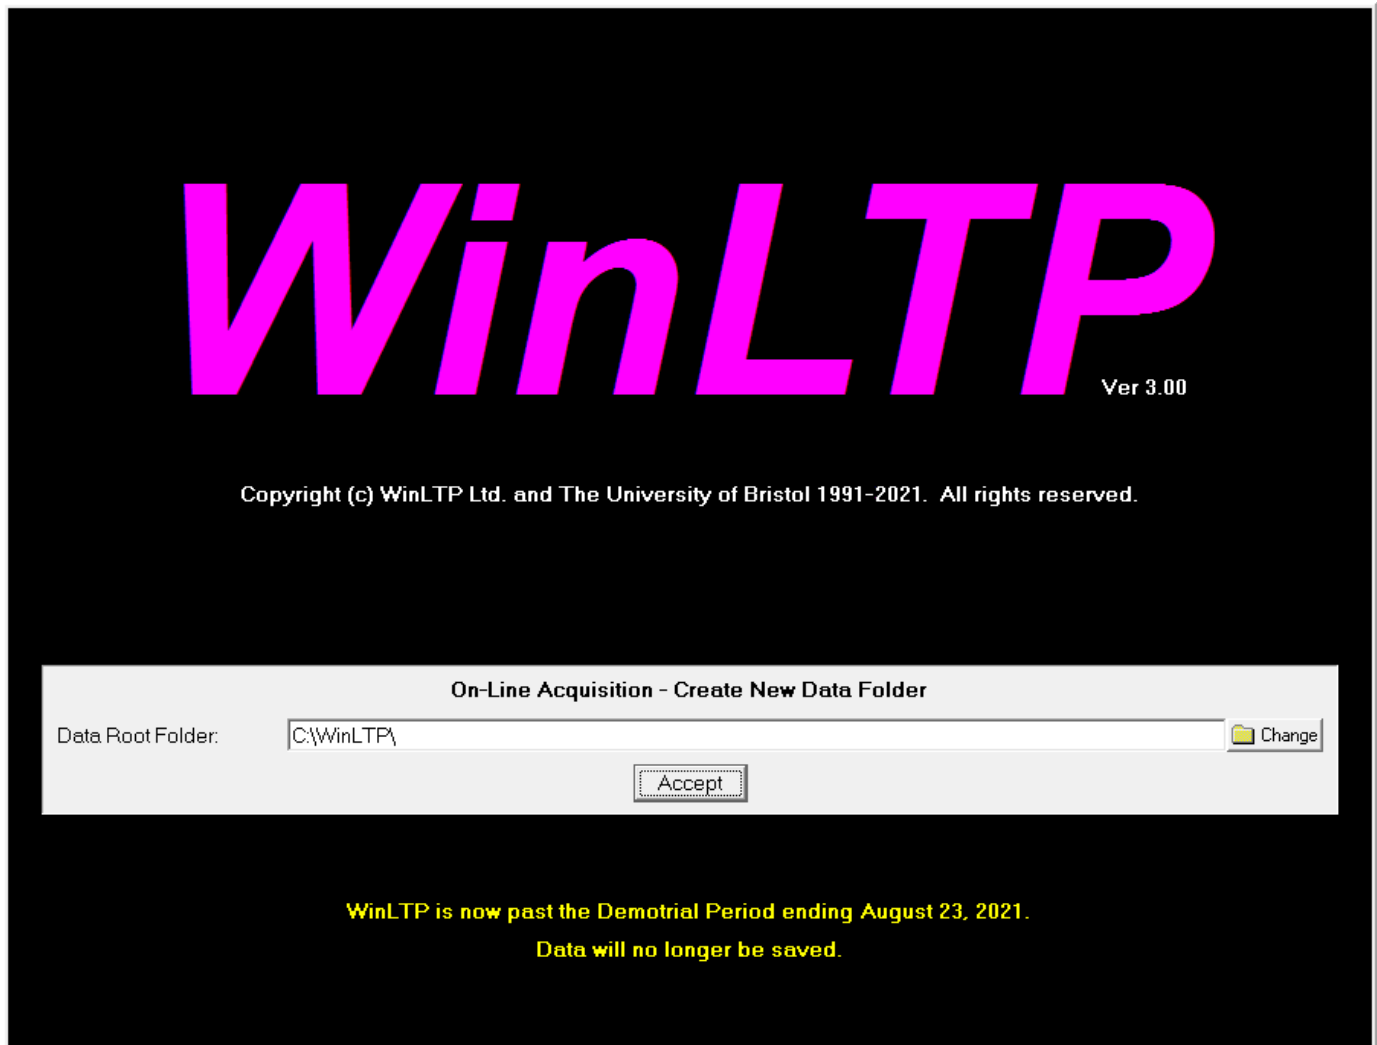 WinLTP
Ver 3.00
Copyright (c) WinLTP Ltd. and The University of Bristol 1991-2021.  All rights reserved.
On-Line Acquisition - Create New Data Folder
Data Root Folder: C:\WinLTP\ Change
Accept
WinLTP is now past the Demotrial Period ending August 23, 2021.
Data will no longer be saved.